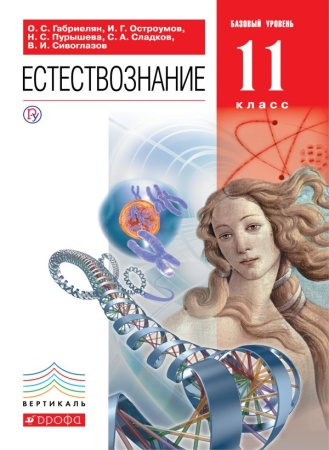 О. С. Габриелян, И. Г. Остроумов,
Н. С. Пурышева, С. А. Сладков,
В. И. Сивоглазов
БАЗОВЫЙ УРОВЕНЬ
ЕСТЕСТВОЗНАНИЕ
11
класс
ВЕРТИКАЛЬ
дрофа